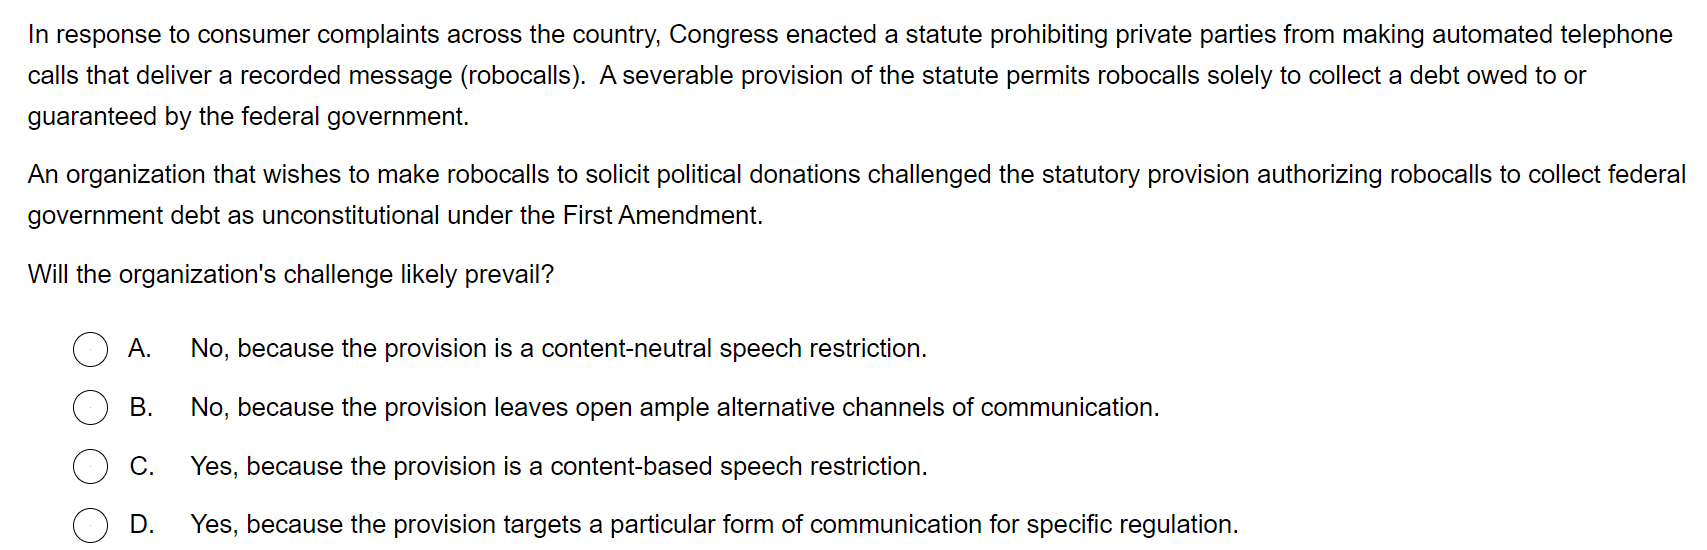 In response to consumer complaints across the country, Congress enacted a statute prohibiting private parties from making automated telephone
calls that deliver a recorded message (robocalls).  A severable provision of the statute permits robocalls solely to collect a debt owed to or
guaranteed by the federal government.
An organization that wishes to make robocalls to solicit political donations challenged the statutory provision authorizing robocalls to collect federal
government debt as unconstitutional under the First Amendment.
Will the organization's challenge likely prevail?
A. No, because the provision is a content-neutral speech restriction.
B. No, because the provision leaves open ample alternative channels of communication.
C. Yes, because the provision is a content-based speech restriction.
D. Yes, because the provision targets a particular form of communication for specific regulation.